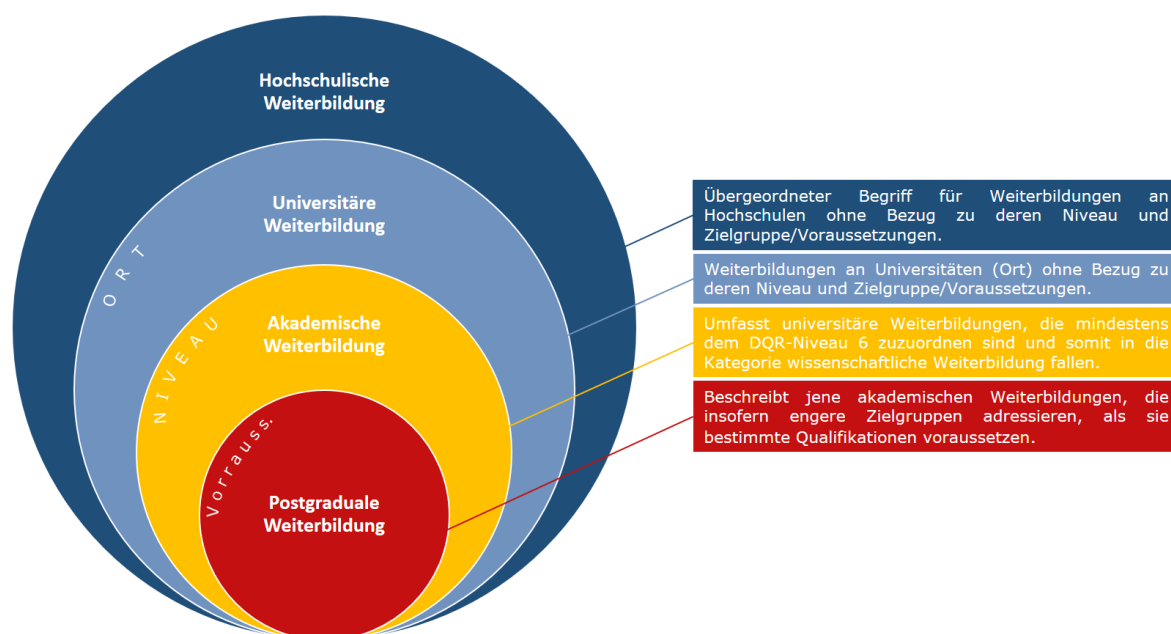 Hochschulische
Weiterbildung
Universitäre
Weiterbildung
ORT
Akademische
Weiterbildung
NIVEAU
Postgraduale
Weiterbildung
Vorrauss.
Übergeordneter Begriff für Weiterbildungen an
Hochschulen ohne Bezug zu deren Niveau und
Zielgruppe/Voraussetzungen.
Weiterbildungen an Universitäten (Ort) ohne Bezug zu
deren Niveau und Zielgruppe/Voraussetzungen.
Umfasst universitäre Weiterbildungen, die mindestens
dem DQR-Niveau 6 zuzuordnen sind und somit in die
Kategorie wissenschaftliche Weiterbildung fallen.
Beschreibt jene akademischen Weiterbildungen, die
insofern engere Zielgruppen adressieren, als sie
bestimmte Qualifikationen voraussetzen.